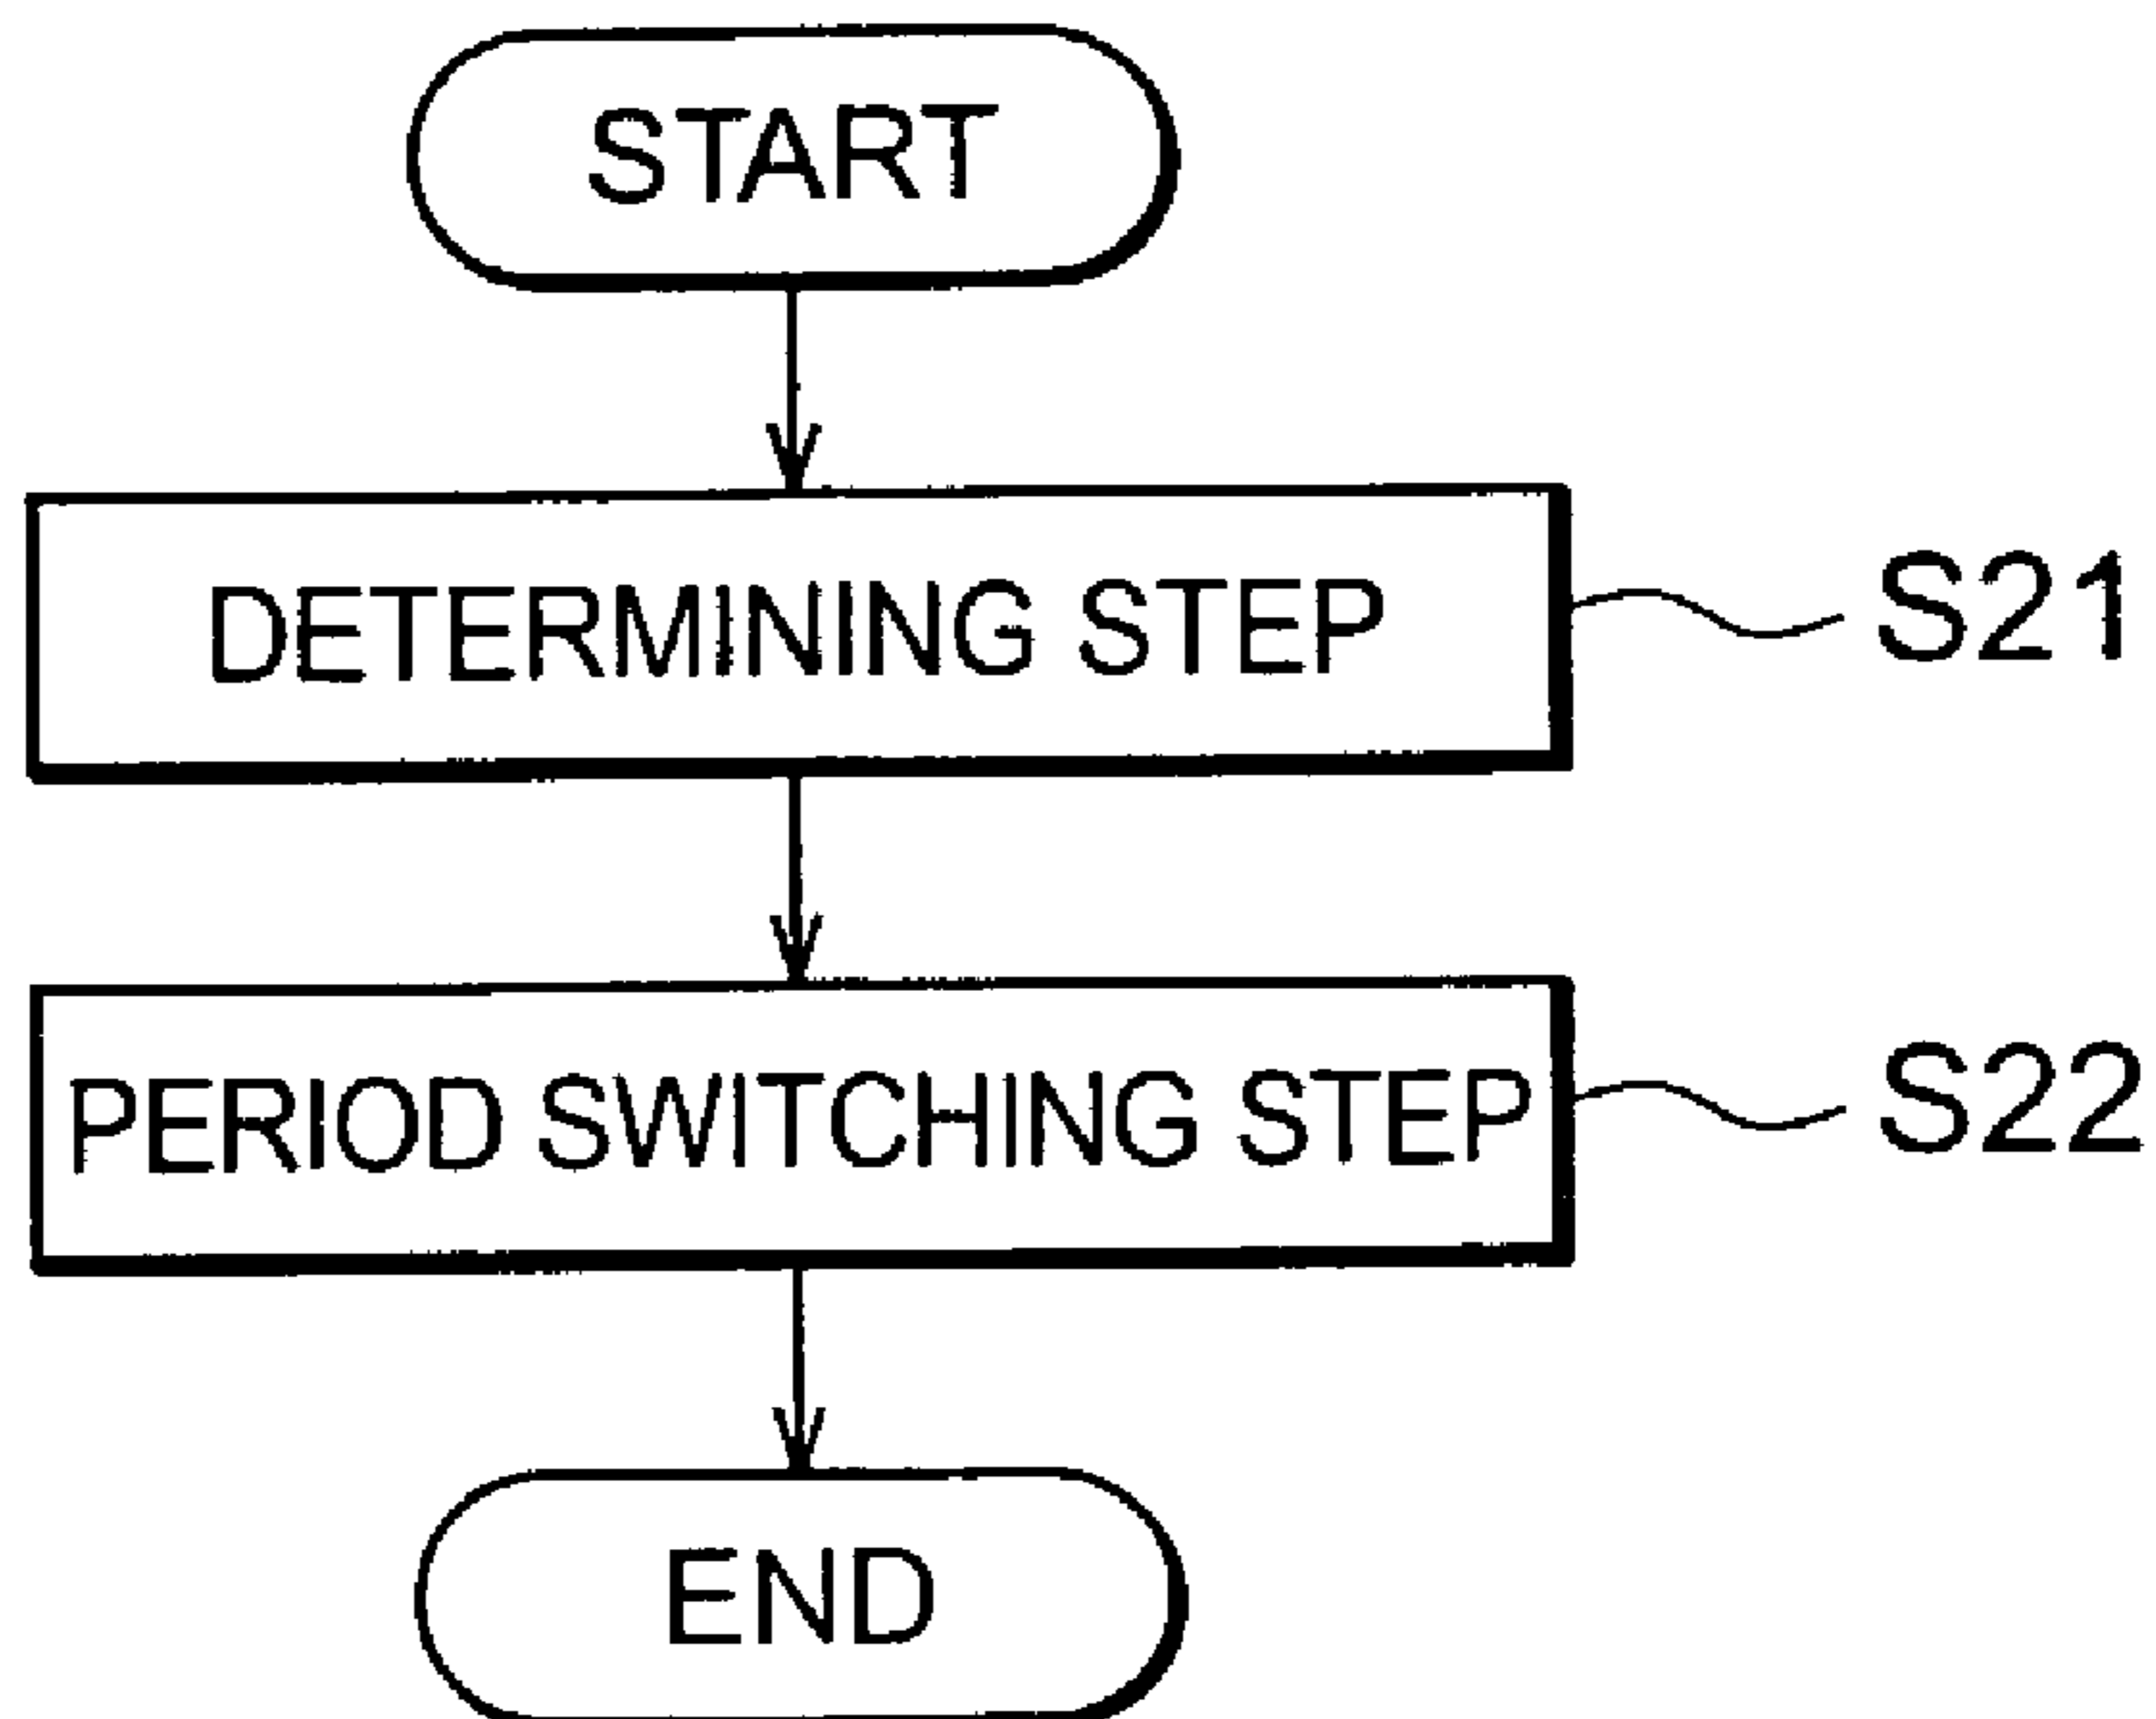 START
DETERMINING STEP
S21
PERIOD SWITCHING STEP
S22
END